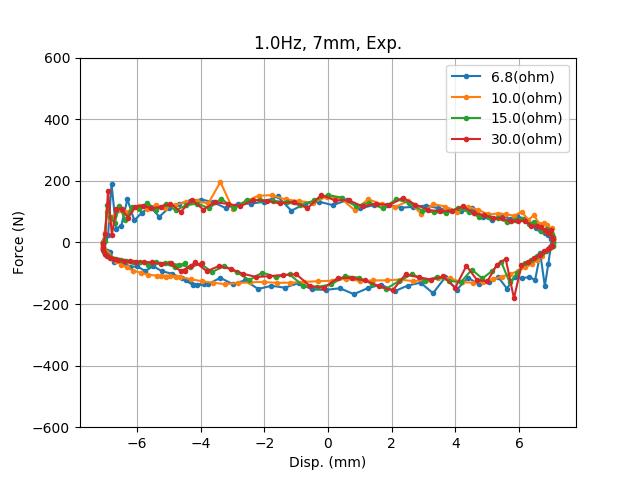 1.0Hz, 7mm, Exp.
600
400
200
0
−200
−400
−600
Force (N)
−6 −4 −2 0 2 4 6
Disp. (mm)
6.8(ohm)
10.0(ohm)
15.0(ohm)
30.0(ohm)